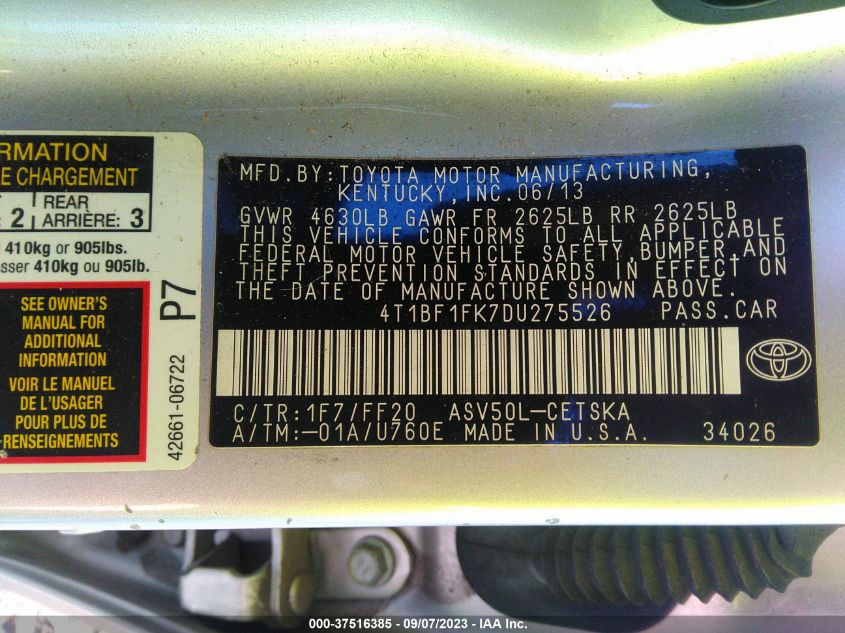 RMATION
E CHARGEMENT
2 REAR ARRIÈRE: 3
410kg or 905lbs.
sser 410kg ou 905lb.
SEE OWNER'S
MANUAL FOR
ADDITIONAL
INFORMATION
VOIR LE MANUEL
DE L'USAGER
POUR PLUS DE
RENSEIGNEMENTS
P7
42661-06722
MFD.BY:TOYOTA MOTOR MANUFACTURING,
KENTUCKY,INC.06/13
GVWR 4630LB GAWR FR 2625LB RR 2625LB
THIS VEHICLE CONFORMS TO ALL APPLICABLE
FEDERAL MOTOR VEHICLE SAFETY,BUMPER,AND
THEFT PREVENTION STANDARDS IN EFFECT ON
THE DATE OF MANUFACTURE SHOWN ABOVE.
4T1BF1FK7DU275526 PASS.CAR
C/TR:1F7/FF20 ASV50L-CETSKA
A/TM:-01A/U760E MADE IN U.S.A. 34026
000-37516385 - 09/07/2023 - IAA Inc.